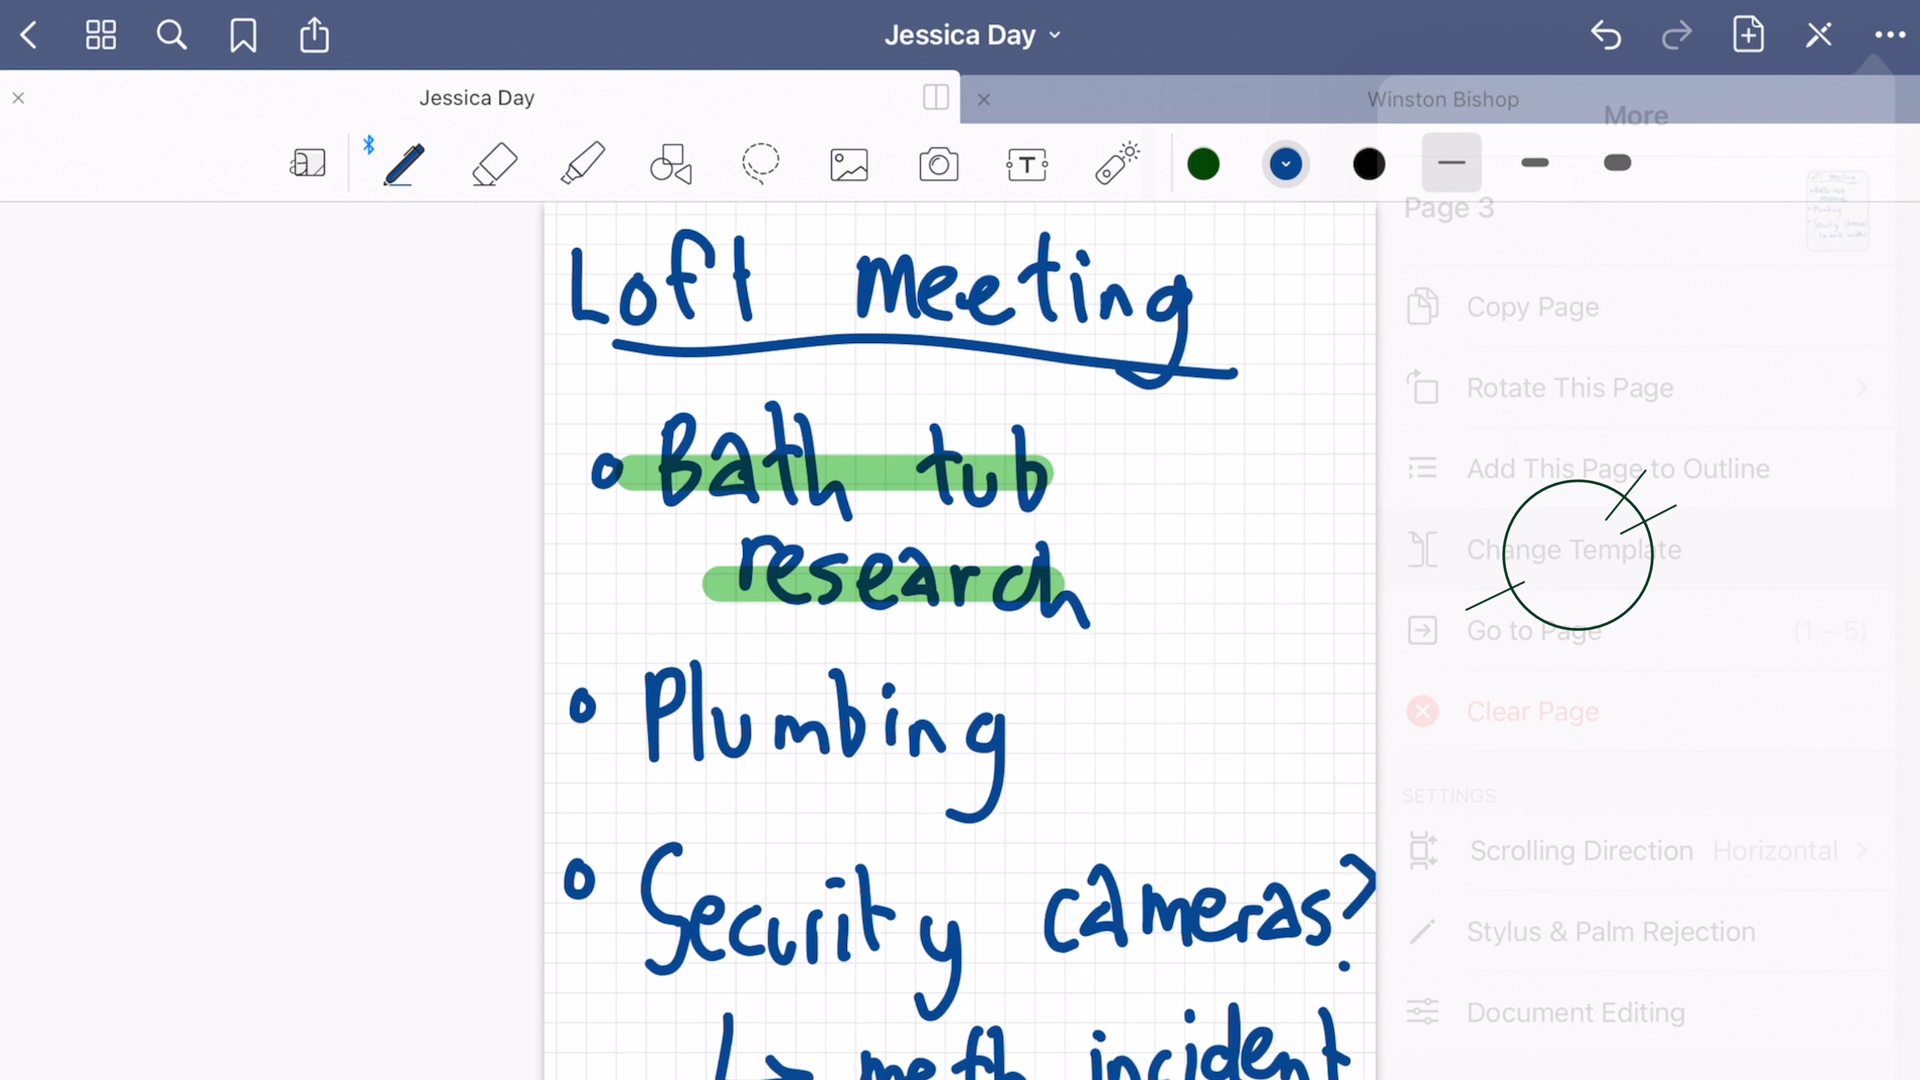 Jessica Day
Jessica Day
Winston Bishop
More
T
Page 3
Copy Page
Rotate This Page
Add This Page to Outline
Change Template
Go to Page (1 – 5)
Clear Page
SETTINGS
Scrolling Direction Horizontal
Stylus & Palm Rejection
Document Editing
Loft Meeting
Bath tub
research
Plumbing
Security cameras?
↳ meth incident